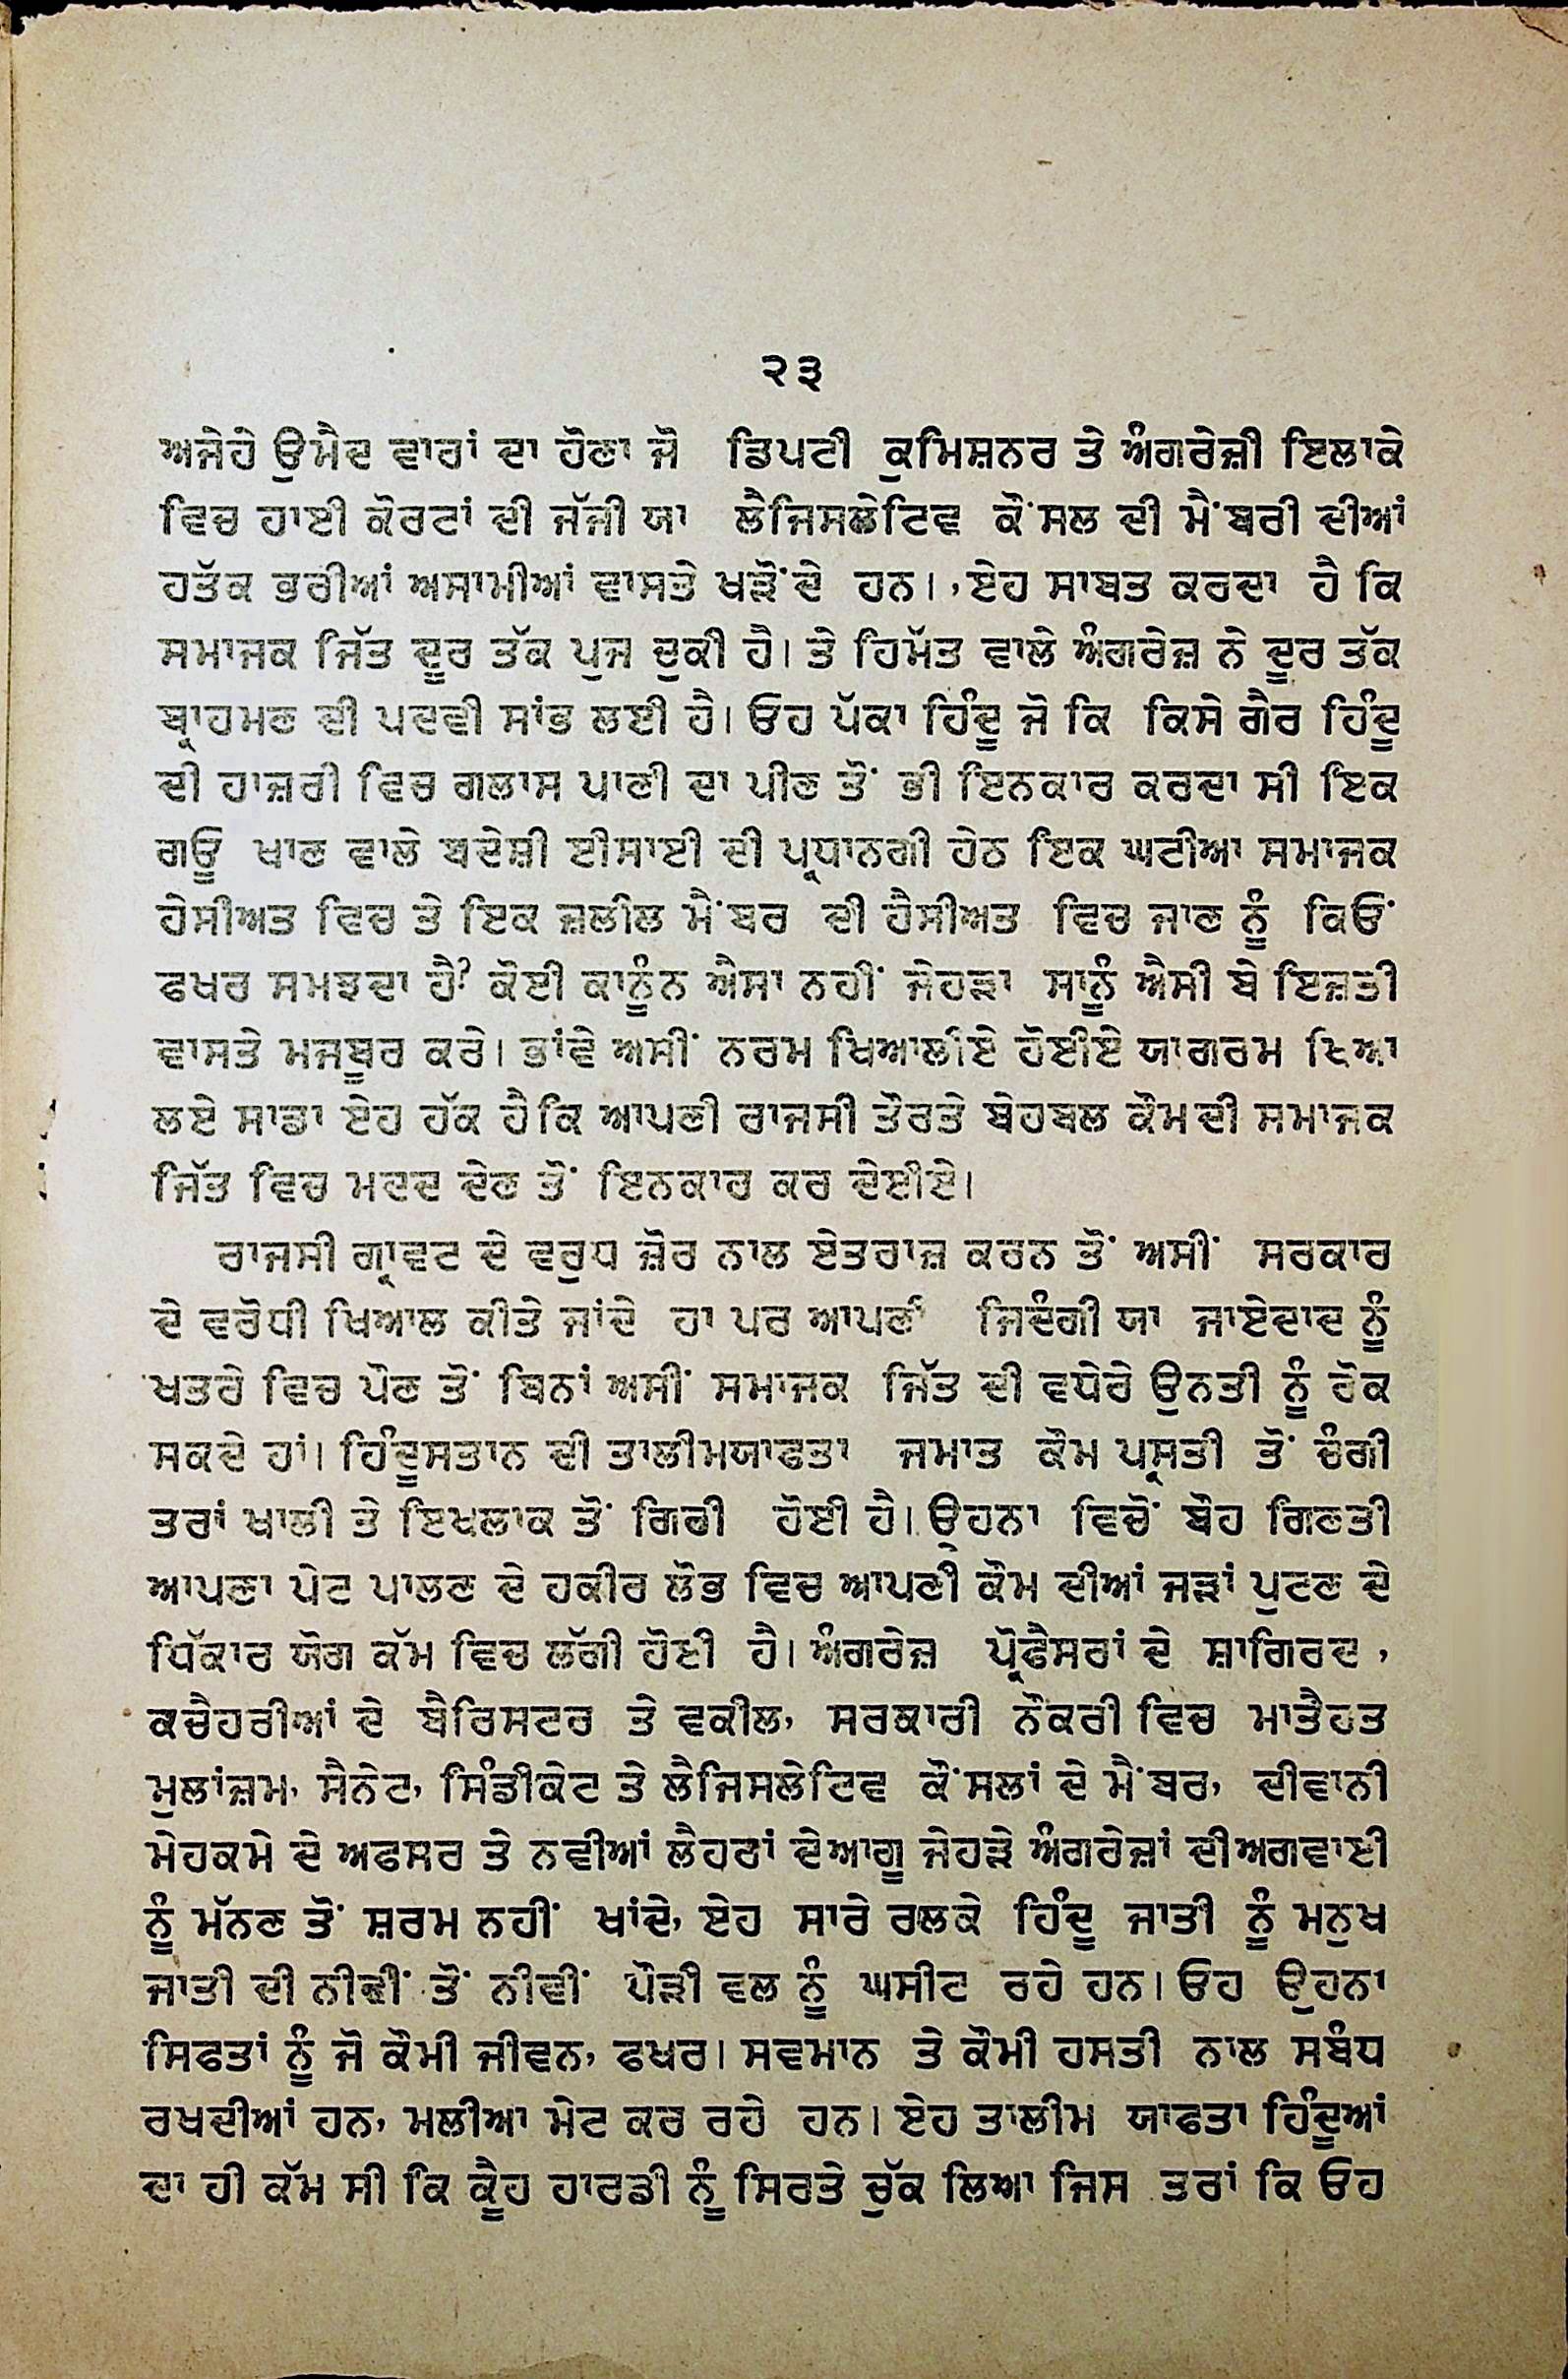 ੨੩
ਅਜੇਹੇ ਉਮੈਦ ਵਾਰਾਂ ਦਾ ਹੋਣਾ ਜੋ ਡਿਪਟੀ ਕੁਮਿਸ਼ਨਰ ਤੇ ਅੰਗਰੇਜ਼ੀ ਇਲਾਕੇ
ਵਿਚ ਹਾਈ ਕੋਰਟਾਂ ਦੀ ਜੱਜੀ ਯਾ ਲੈਜਿਸਲੇਟਿਵ ਕੌਂਸਲ ਦੀ ਮੈਂਬਰੀ ਦੀਆਂ
ਹਤੱਕ ਭਰੀਆਂ ਅਸਾਮੀਆਂ ਵਾਸਤੇ ਖੜੋਂਦੇ ਹਨ।,ਏਹ ਸਾਬਤ ਕਰਦਾ ਹੈ ਕਿ
ਸਮਾਜਕ ਜਿੱਤ ਦੂਰ ਤੱਕ ਪੁਜ ਚੁਕੀ ਹੈ। ਤੇ ਹਿਮੱਤ ਵਾਲੇ ਅੰਗਰੇਜ਼ ਨੇ ਦੂਰ ਤੱਕ
ਬ੍ਰਾਹਮਣ ਦੀ ਪਦਵੀ ਸਾਂਭ ਲਈ ਹੈ। ਓਹ ਪੱਕਾ ਹਿੰਦੂ ਜੋ ਕਿ ਕਿਸੇ ਗੈਰ ਹਿੰਦੂ
ਦੀ ਹਾਜ਼ਰੀ ਵਿਚ ਗਲਾਸ ਪਾਣੀ ਦਾ ਪੀਣ ਤੋਂ ਭੀ ਇਨਕਾਰ ਕਰਦਾ ਸੀ ਇਕ
ਗਊ ਖਾਣ ਵਾਲੇ ਬਦੇਸ਼ੀ ਈਸਾਈ ਦੀ ਪ੍ਰਧਾਨਗੀ ਹੇਠ ਇਕ ਘਟੀਆ ਸਮਾਜਕ
ਹੇਸੀਅਤ ਵਿਚ ਤੇ ਇਕ ਜ਼ਲੀਲ ਮੈਂਬਰ ਦੀ ਹੈਸੀਅਤ ਵਿਚ ਜਾਣ ਨੂੰ ਕਿਓਂ
ਫਖਰ ਸਮਝਦਾ ਹੈ? ਕੋਈ ਕਾਨੂੰਨ ਐਸਾ ਨਹੀਂ ਜੇਹੜਾ ਸਾਨੂੰ ਐਸੀ ਬੇ ਇਜ਼ਤੀ
ਵਾਸਤੇ ਮਜਬੂਰ ਕਰੇ। ਭਾਂਵੇ ਅਸੀਂ ਨਰਮ ਖਿਆਲੀਏ ਹੋਈਏ ਯਾਗਰਮ ਖਿਆ
ਲਏ ਸਾਡਾ ਏਹ ਹੱਕ ਹੈਕਿ ਆਪਣੀ ਰਾਜਸੀ ਤੌਰਤੇ ਬੇਹਬਲ ਕੌਮਦੀ ਸਮਾਜਕ
ਜਿੱਤ ਵਿਚ ਮਦਦ ਦੇਣ ਤੋਂ ਇਨਕਾਰ ਕਰ ਦੇਈਏ।
ਰਾਜਸੀ ਗ੍ਰਾਵਟ ਦੇ ਵਰੁਧ ਜ਼ੋਰ ਨਾਲ ਏਤਰਾਜ਼ ਕਰਨ ਤੋਂ ਅਸੀਂ ਸਰਕਾਰ
ਦੇ ਵਰੋਧੀ ਖਿਆਲ ਕੀਤੇ ਜਾਂਦੇ ਹਾ ਪਰ ਆਪਣੀ ਜਿਦੰਗੀ ਯਾ ਜਾਏਦਾਦ ਨੂੰ
ਖਤਰੇ ਵਿਚ ਪੌਣ ਤੋਂ ਬਿਨਾਂ ਅਸੀਂ ਸਮਾਜਕ ਜਿੱਤ ਦੀ ਵਧੇਰੇ ਉਨਤੀ ਨੂੰ ਰੋਕ
ਸਕਦੇ ਹਾਂ। ਹਿੰਦੂਸਤਾਨ ਦੀ ਤਾਲੀਮਯਾਫਤਾ ਜਮਾਤ ਕੌਮ ਪ੍ਰਸਤੀ ਤੋਂ ਚੰਗੀ
ਤਰਾਂ ਖਾਲੀ ਤੇ ਇਖਲਾਕ ਤੋਂ ਗਿਰੀ ਹੋਈ ਹੈ। ਉਹਨਾ ਵਿਚੋਂ ਬੌਹ ਗਿਣਤੀ
ਆਪਣਾ ਪੇਟ ਪਾਲਣ ਦੇ ਹਕੀਰ ਲੋਭ ਵਿਚ ਆਪਣੀ ਕੌਮ ਦੀਆਂ ਜੜਾਂ ਪੁਟਣ ਦੇ
ਧਿੱਕਾਰ ਯੋਗ ਕੱਮ ਵਿਚ ਲੱਗੀ ਹੋਈ ਹੈ। ਅੰਗਰੇਜ਼ ਪ੍ਰੋਫੈਸਰਾਂ ਦੇ ਸ਼ਾਗਿਰਦ,
ਕਚੈਹਰੀਆਂ ਦੇ ਬੈਰਿਸਟਰ ਤੇ ਵਕੀਲ, ਸਰਕਾਰੀ ਨੌਕਰੀ ਵਿਚ ਮਾਤੈਹਤ
ਮੁਲਾਂਜ਼ਮ, ਸੈਨੇਟ, ਸਿੰਡੀਕੇਟ ਤੇ ਲੈਜਿਸਲੇਟਿਵ ਕੌਂਸਲਾਂ ਦੇ ਮੈਂਬਰ, ਦੀਵਾਨੀ
ਮੇਹਕਮੇ ਦੇ ਅਫਸਰ ਤੇ ਨਵੀਆਂ ਲੈਹਰਾਂ ਦੇਆਗੂ ਜੇਹੜੇ ਅੰਗਰੇਜ਼ਾਂ ਦੀਅਗਵਾਈ
ਨੂੰ ਮੱਨਣ ਤੋਂ ਸ਼ਰਮ ਨਹੀਂ ਖਾਂਦੇ, ਏਹ ਸਾਰੇ ਰਲਕੇ ਹਿੰਦੂ ਜਾਤੀ ਨੂੰ ਮਨੁਖ
ਜਾਤੀ ਦੀ ਨੀਵੀਂ ਤੋਂ ਨੀਵੀਂ ਪੌੜੀ ਵਲ ਨੂੰ ਘਸੀਟ ਰਹੇ ਹਨ। ਓਹ ਉਹਨਾ
ਸਿਫਤਾਂ ਨੂੰ ਜੋ ਕੌਮੀ ਜੀਵਨ, ਫਖਰ। ਸਵਮਾਨ ਤੇ ਕੌਮੀ ਹਸਤੀ ਨਾਲ ਸਬੰਧ
ਰਖਦੀਆਂ ਹਨ, ਮਲੀਆ ਮੇਟ ਕਰ ਰਹੇ ਹਨ। ਏਹ ਤਾਲੀਮ ਯਾਫਤਾ ਹਿੰਦੂਆਂ
ਦਾ ਹੀ ਕੱਮ ਸੀ ਕਿ ਕੂੈਹ ਹਾਰਡੀ ਨੂੰ ਸਿਰਤੇ ਚੁੱਕ ਲਿਆ ਜਿਸ ਤਰਾਂ ਕਿ ਓਹ